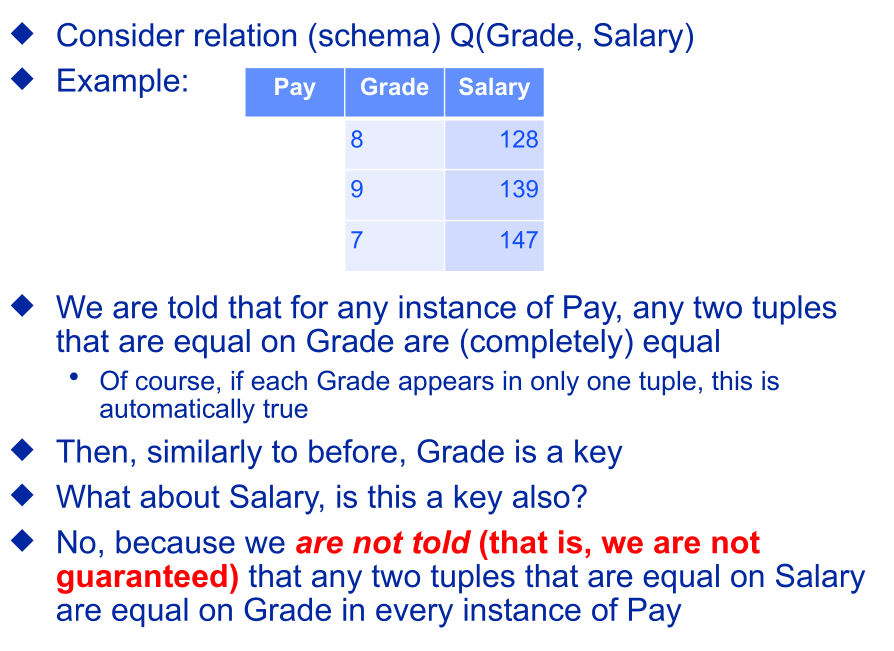 Consider relation (schema) Q(Grade, Salary)
Example:
Pay Grade Salary
8 128
9 139
7 147
We are told that for any instance of Pay, any two tuples
that are equal on Grade are (completely) equal
Of course, if each Grade appears in only one tuple, this is
automatically true
Then, similarly to before, Grade is a key
What about Salary, is this a key also?
No, because we are not told (that is, we are not
guaranteed) that any two tuples that are equal on Salary
are equal on Grade in every instance of Pay